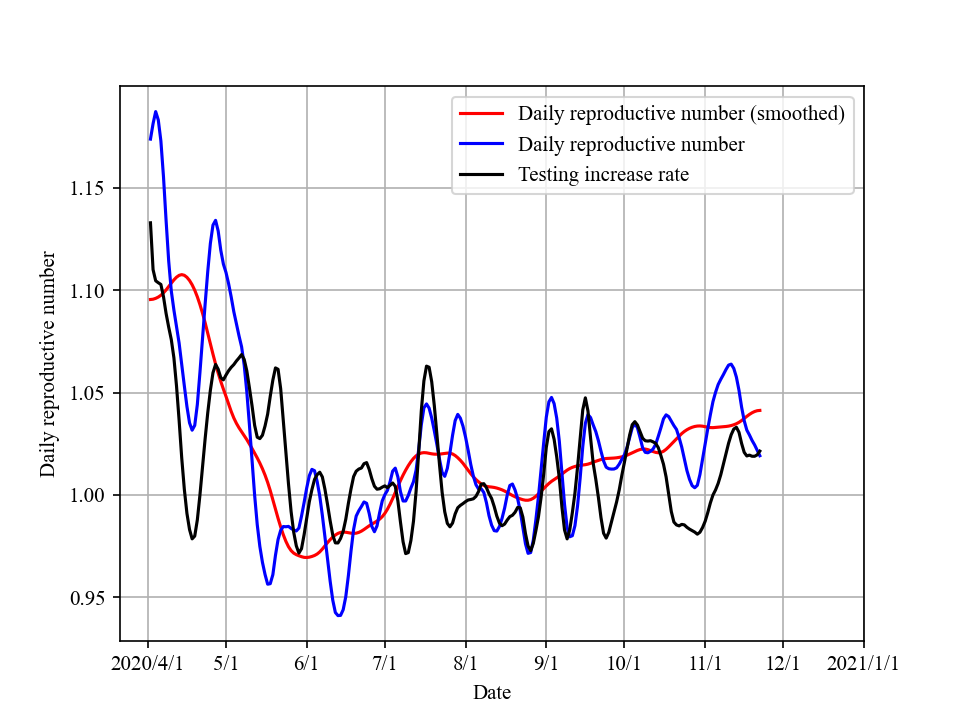 Daily reproductive number (smoothed)
Daily reproductive number
Testing increase rate
Daily reproductive number
1.15
1.10
1.05
1.00
0.95
2020/4/1 5/1 6/1 7/1 8/1 9/1 10/1 11/1 12/1 2021/1/1
Date